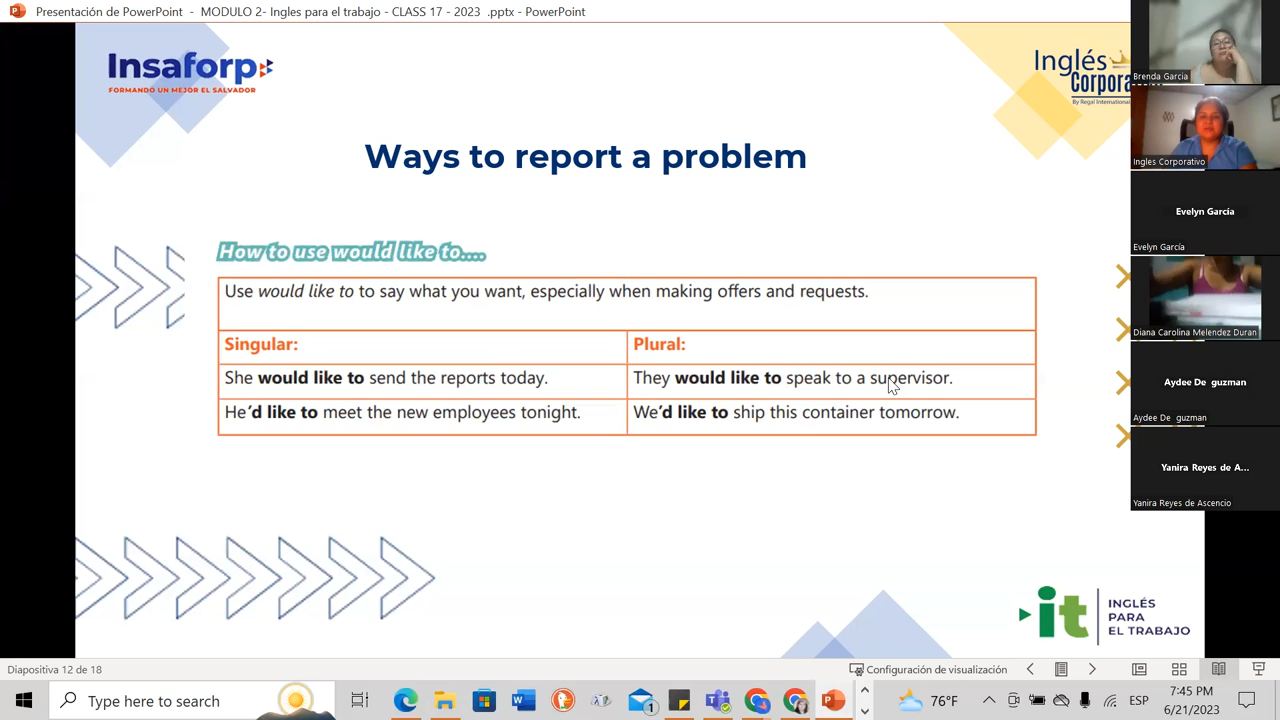 Presentación de PowerPoint - MODULO 2- Ingles para el trabajo - CLASS 17 - 2023 .pptx - PowerPoint
Insaforp
FORMANDO UN MEJOR EL SALVADOR
Inglés
Corpora
By Regal International
Ways to report a problem
How to use would like to....
Use would like to to say what you want, especially when making offers and requests.
Singular:
Plural:
She would like to send the reports today.
They would like to speak to a supervisor.
He'd like to meet the new employees tonight.
We'd like to ship this container tomorrow.
Brenda Garcia
Ingles Corporativo
Evelyn García
Evelyn García
Diana Carolina Melendez Duran
Aydee De guzman
Aydee De guzman
Yanira Reyes de A...
Yanira Reyes de Ascencio
it
INGLÉS
PARA
EL TRABAJO
Diapositiva 12 de 18
Configuración de visualización
Type here to search
1
76°F
ESP
7:45 PM
6/21/2023